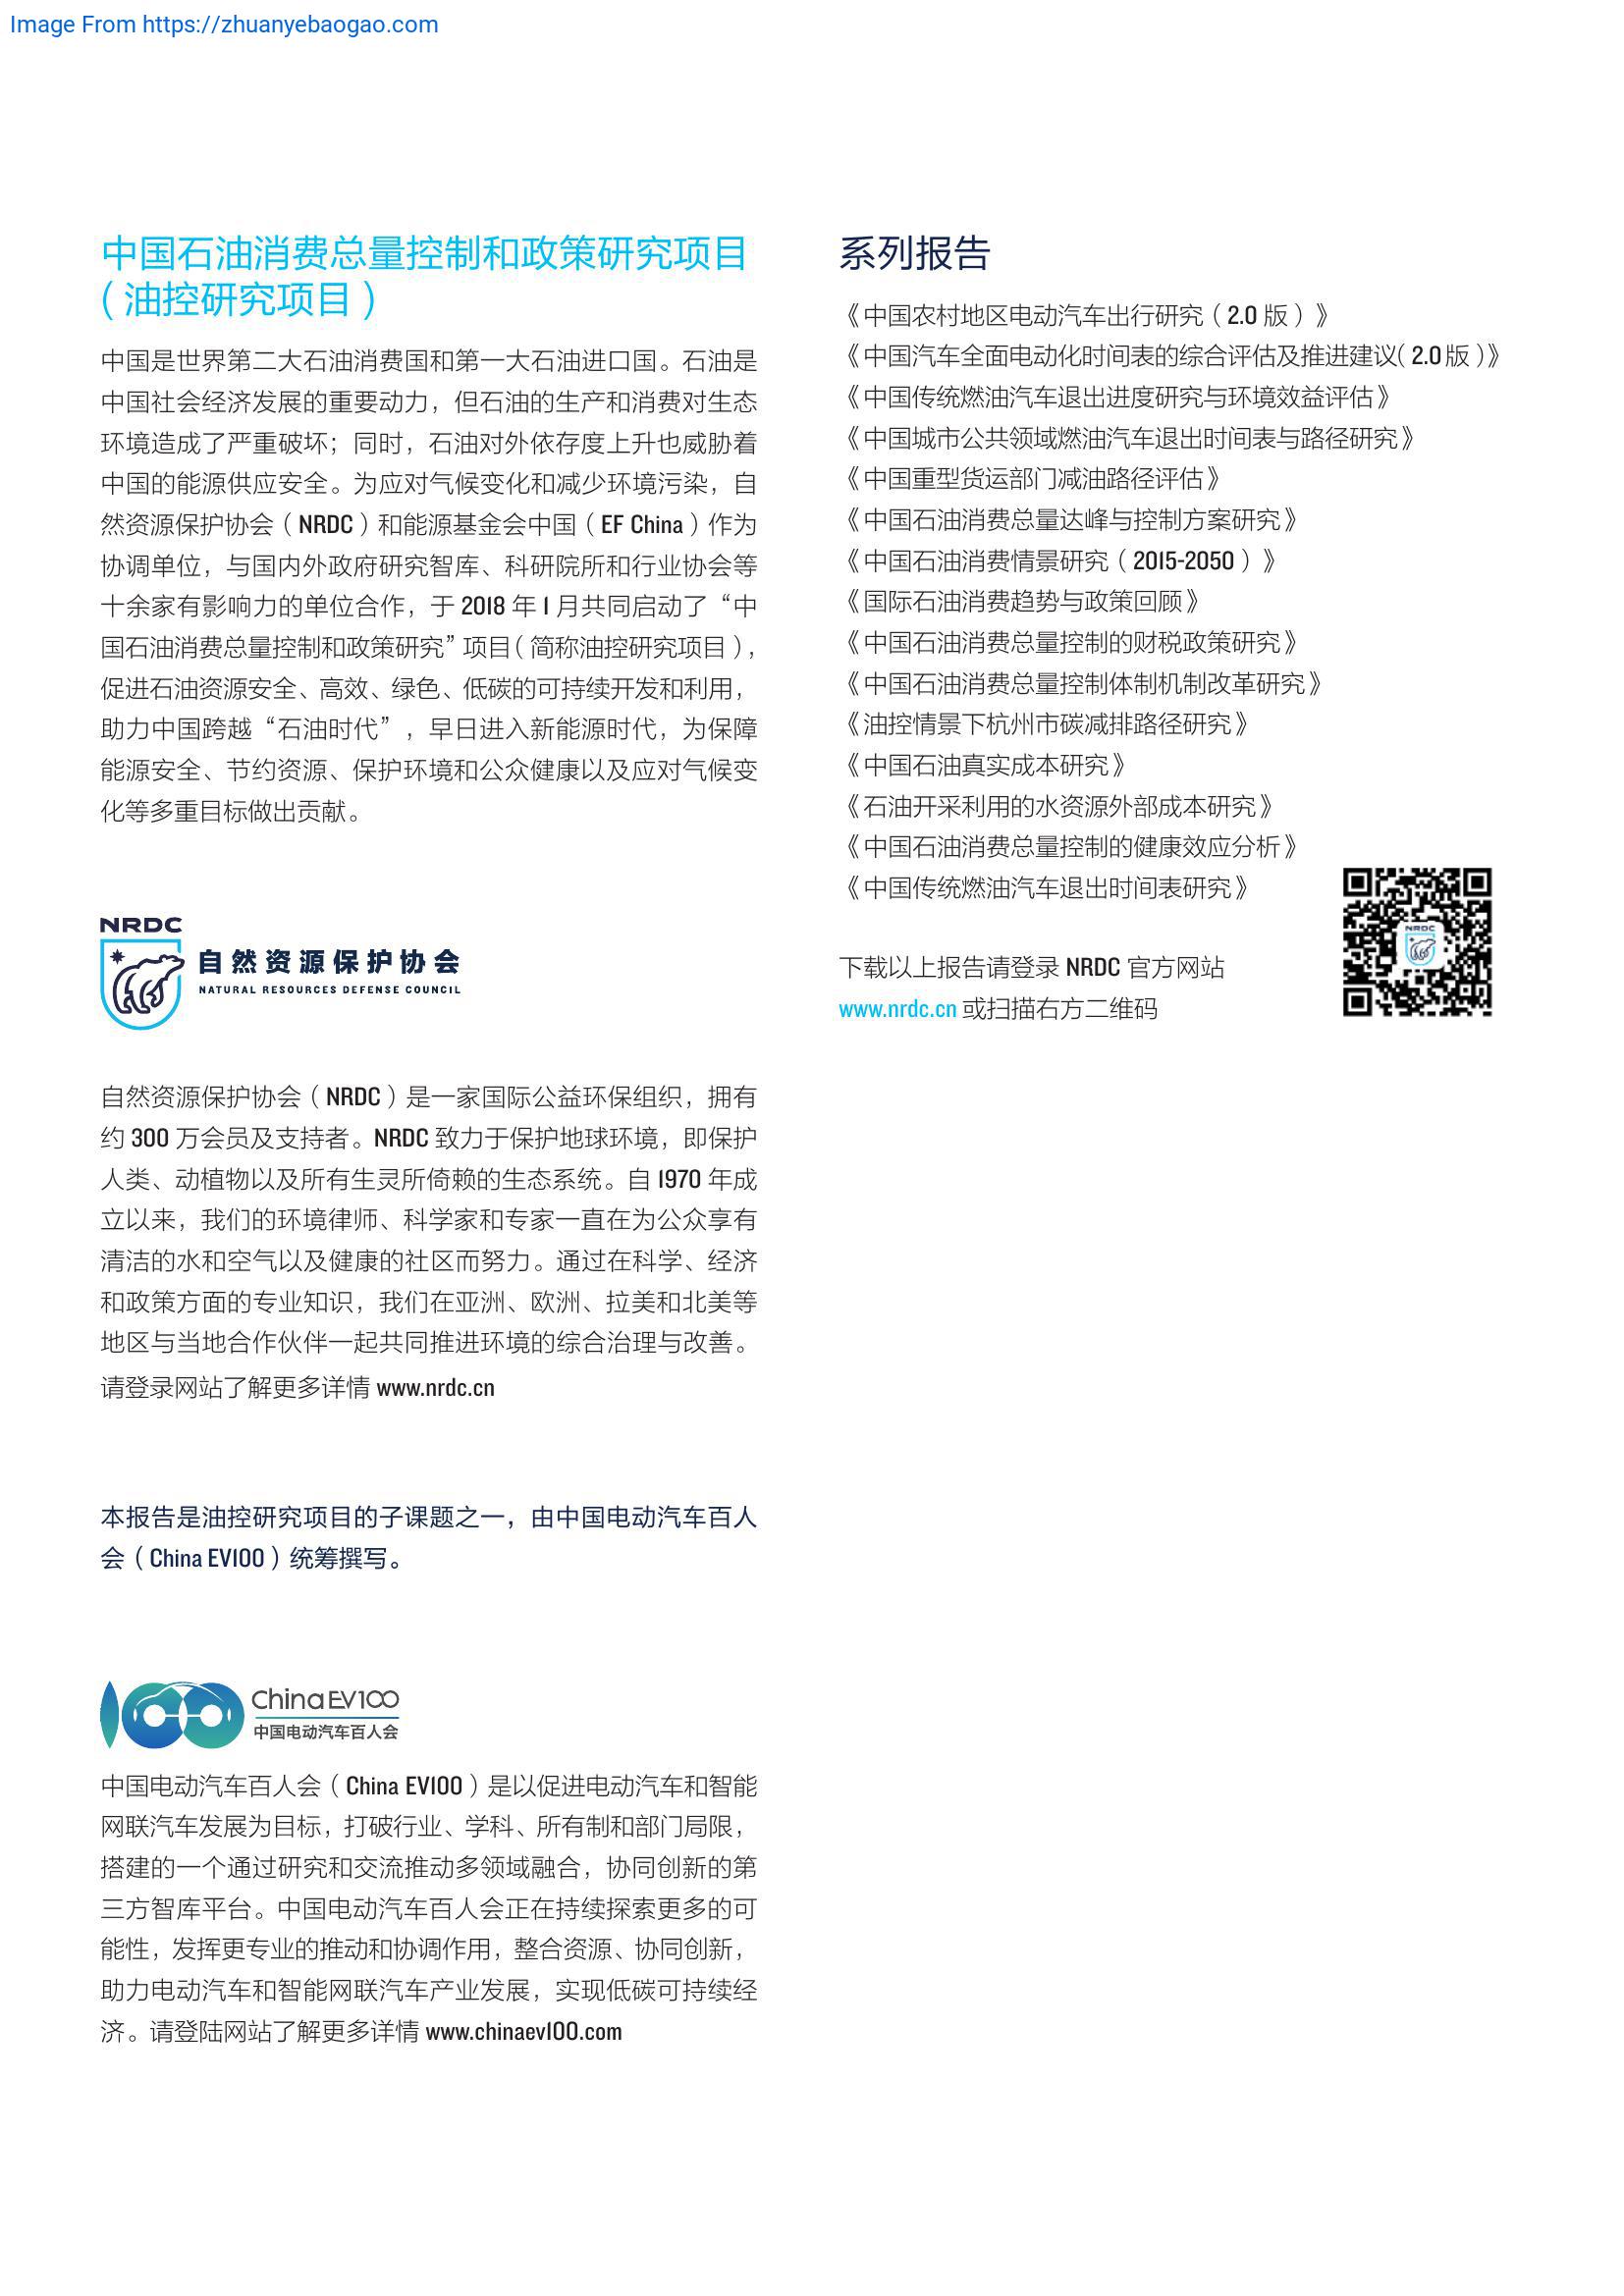 Image From https://zhuanyebaogao.com
中国石油消费总量控制和政策研究项目
（油控研究项目）
中国是世界第二大石油消费国和第一大石油进口国。石油是
中国社会经济发展的重要动力，但石油的生产和消费对生态
环境造成了严重破坏；同时，石油对外依存度上升也威胁着
中国的能源供应安全。为应对气候变化和减少环境污染，自
然资源保护协会（NRDC）和能源基金会中国（EF China）作为
协调单位，与国内外政府研究智库、科研院所和行业协会等
十余家有影响力的单位合作，于 2018 年 1 月共同启动了“中
国石油消费总量控制和政策研究”项目（简称油控研究项目），
促进石油资源安全、高效、绿色、低碳的可持续开发和利用，
助力中国跨越“石油时代”，早日进入新能源时代，为保障
能源安全、节约资源、保护环境和公众健康以及应对气候变
化等多重目标做出贡献。
NRDC
自然资源保护协会
NATURAL RESOURCES DEFENSE COUNCIL
自然资源保护协会（NRDC）是一家国际公益环保组织，拥有
约 300 万会员及支持者。NRDC 致力于保护地球环境，即保护
人类、动植物以及所有生灵所倚赖的生态系统。自 1970 年成
立以来，我们的环境律师、科学家和专家一直在为公众享有
清洁的水和空气以及健康的社区而努力。通过在科学、经济
和政策方面的专业知识，我们在亚洲、欧洲、拉美和北美等
地区与当地合作伙伴一起共同推进环境的综合治理与改善。
请登录网站了解更多详情 www.nrdc.cn
本报告是油控研究项目的子课题之一，由中国电动汽车百人
会（China EV100）统筹撰写。
China EV100
中国电动汽车百人会
中国电动汽车百人会（China EV100）是以促进电动汽车和智能
网联汽车发展为目标，打破行业、学科、所有制和部门局限，
搭建的一个通过研究和交流推动多领域融合，协同创新的第
三方智库平台。中国电动汽车百人会正在持续探索更多的可
能性，发挥更专业的推动和协调作用，整合资源、协同创新，
助力电动汽车和智能网联汽车产业发展，实现低碳可持续经
济。请登陆网站了解更多详情 www.chinaev100.com
系列报告
《中国农村地区电动汽车出行研究（2.0 版）》
《中国汽车全面电动化时间表的综合评估及推进建议（2.0版）》
《中国传统燃油汽车退出进度研究与环境效益评估》
《中国城市公共领域燃油汽车退出时间表与路径研究》
《中国重型货运部门减油路径评估》
《中国石油消费总量达峰与控制方案研究》
《中国石油消费情景研究（2015-2050）》
《国际石油消费趋势与政策回顾》
《中国石油消费总量控制的财税政策研究》
《中国石油消费总量控制体制机制改革研究》
《油控情景下杭州市碳减排路径研究》
《中国石油真实成本研究》
《石油开采利用的水资源外部成本研究》
《中国石油消费总量控制的健康效应分析》
《中国传统燃油汽车退出时间表研究》
下载以上报告请登录 NRDC 官方网站
www.nrdc.cn 或扫描右方二维码
NRDC